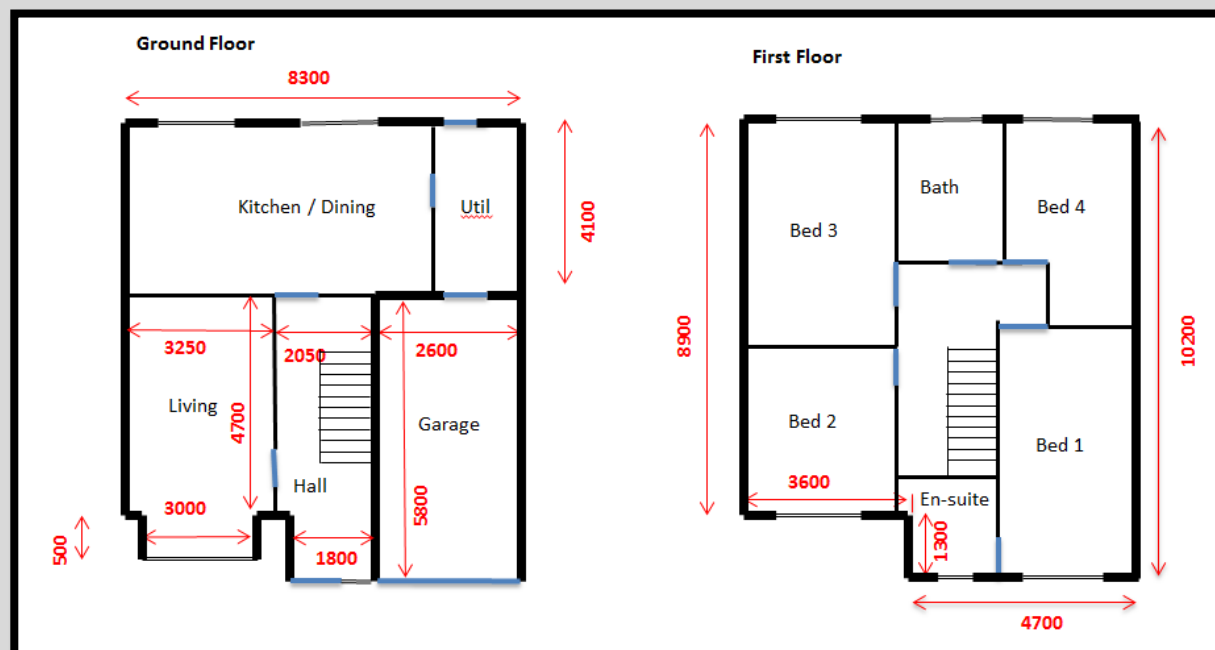 Ground Floor
8300
Kitchen / Dining
Util
4100
3250
2050
2600
Living
4700
Garage
Hall
5800
3000
500
1800
First Floor
Bath
Bed 3
Bed 4
8900
10200
Bed 2
Bed 1
3600
En-suite
1300
4700